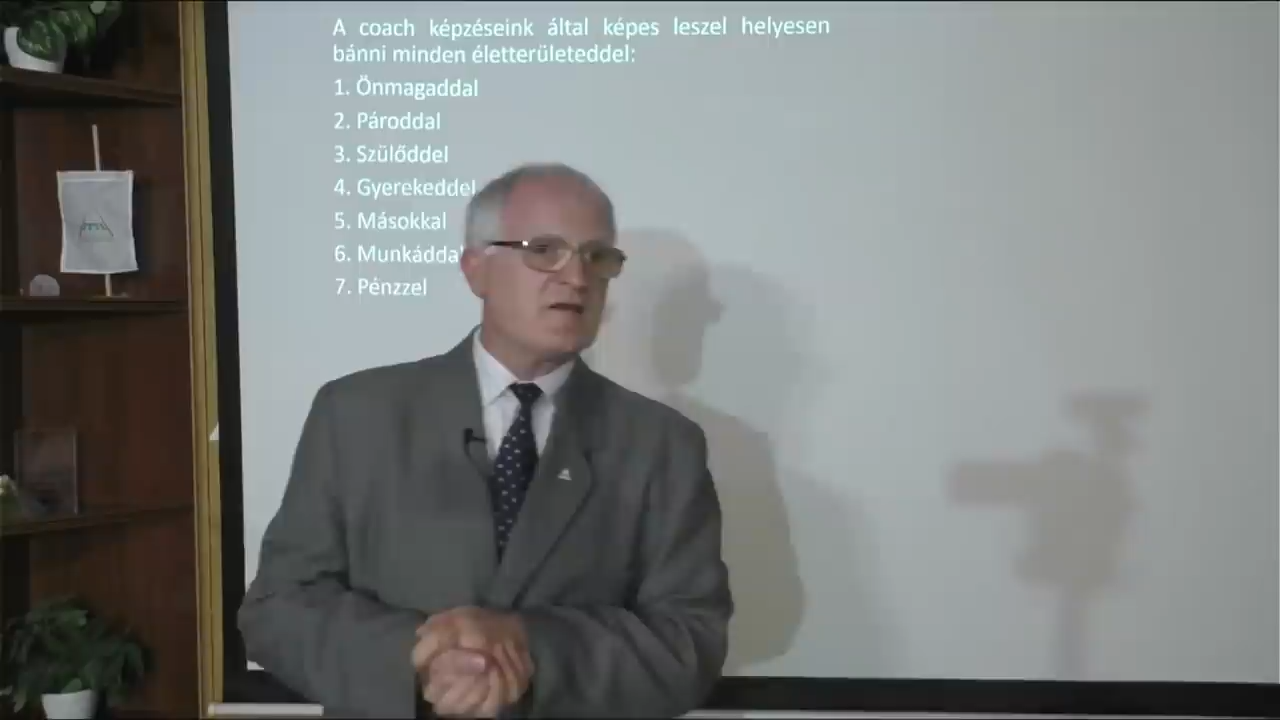 A coach képzéseink által képes leszel helyesen
bánni minden életterületeddel:
1. Önmagaddal
2. Pároddal
3. Szülőddel
4. Gyerekeddel
5. Másokkal
6. Munkáddal
7. Pénzzel